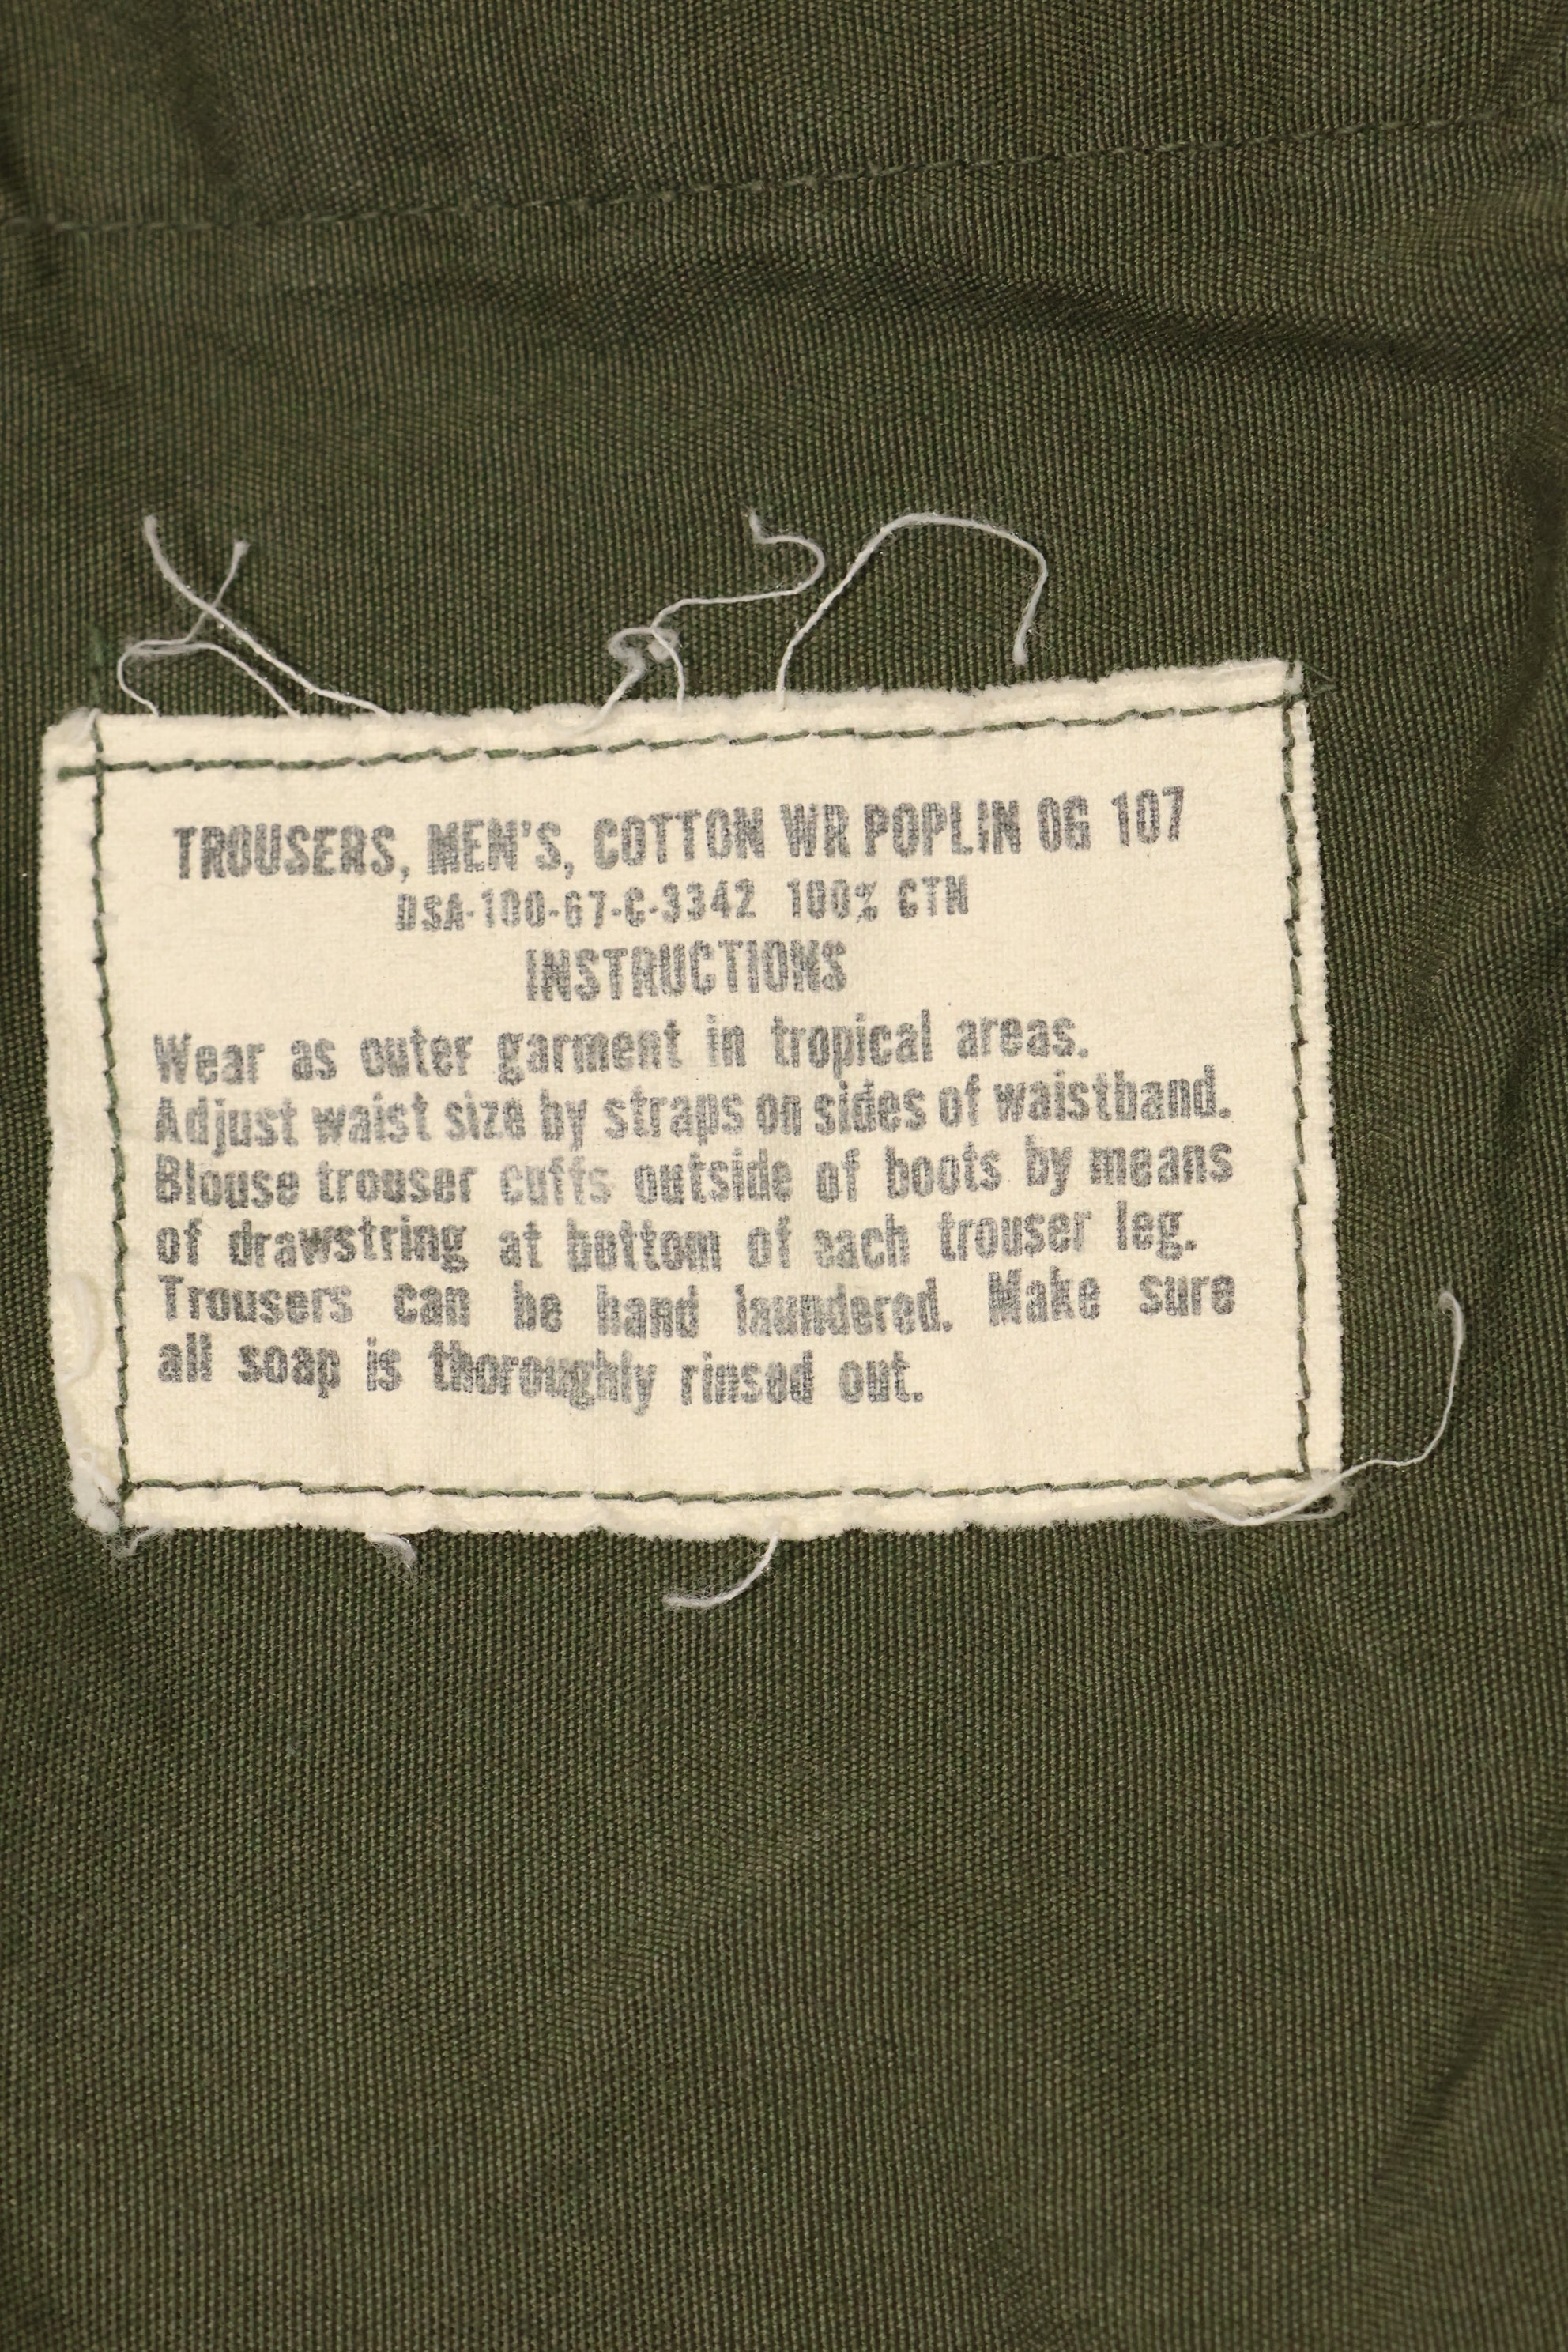 TROUSERS, MEN'S, COTTON WR POPLIN OG 107
DSA-100-67-C-3342 100% CTN
INSTRUCTIONS
Wear as outer garment in tropical areas.
Adjust waist size by straps on sides of waistband.
Blouse trouser cuffs outside of boots by means
of drawstring at bottom of each trouser leg.
Trousers can be hand laundered. Make sure
all soap is thoroughly rinsed out.